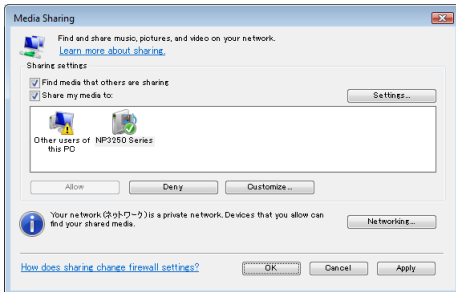 Media Sharing
Find and share music, pictures, and video on your network.
Learn more about sharing.
Sharing settings
Find media that others are sharing
Share my media to:
Settings...
Other users of
this PC
NP3250 Series
Allow
Deny
Customize...
Your network (ネットワーク) is a private network. Devices that you allow can
find your shared media.
Networking...
How does sharing change firewall settings?
OK
Cancel
Apply